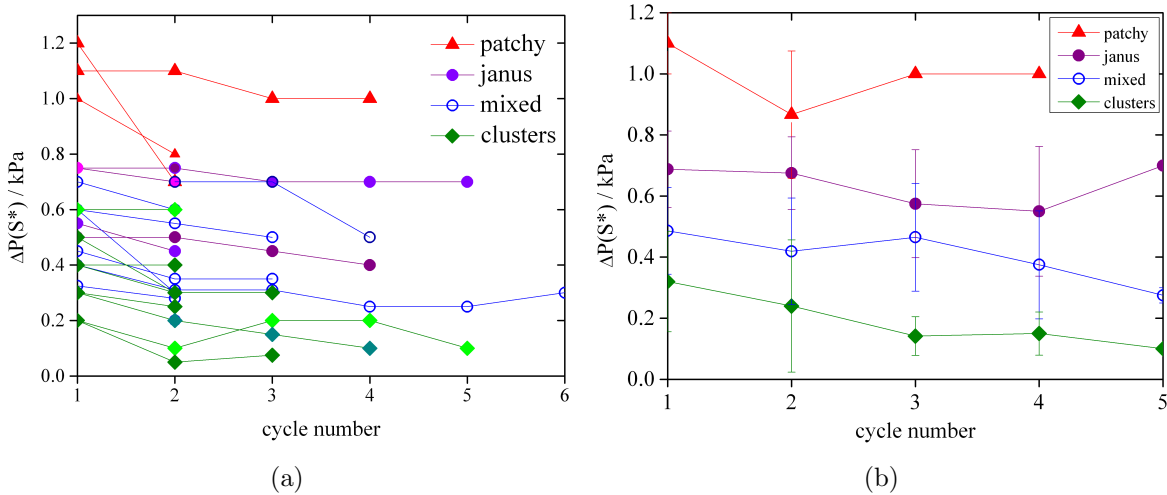 1.2
1.0
0.8
0.6
0.4
0.2
0.0
ΔP(S*) / kPa
patchy
janus
mixed
clusters
1 2 3 4 5 6
cycle number
(a)
1.2
1.0
0.8
0.6
0.4
0.2
0.0
ΔP(S*) / kPa
patchy
janus
mixed
clusters
1 2 3 4 5
cycle number
(b)